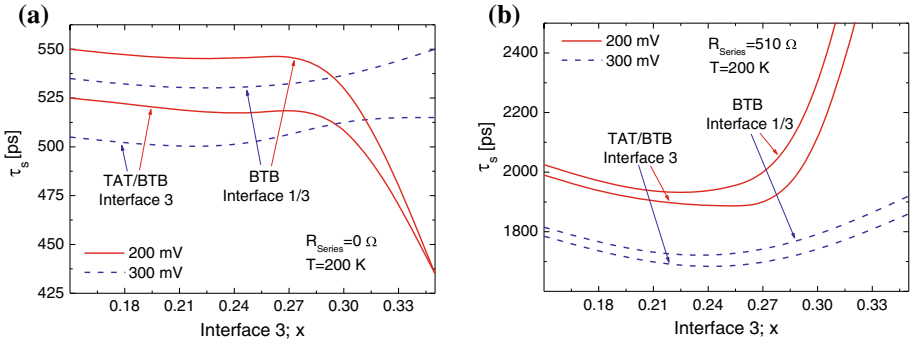 (a)
550
525
500
475
450
425
τs [ps]
TAT/BTB
Interface 3
BTB
Interface 1/3
200 mV
300 mV
RSeries=0 Ω
T=200 K
0.18 0.21 0.24 0.27 0.30 0.33
Interface 3; x
(b)
2400
2200
2000
1800
τs [ps]
200 mV
300 mV
RSeries=510 Ω
T=200 K
BTB
Interface 1/3
TAT/BTB
Interface 3
0.18 0.21 0.24 0.27 0.30 0.33
Interface 3; x